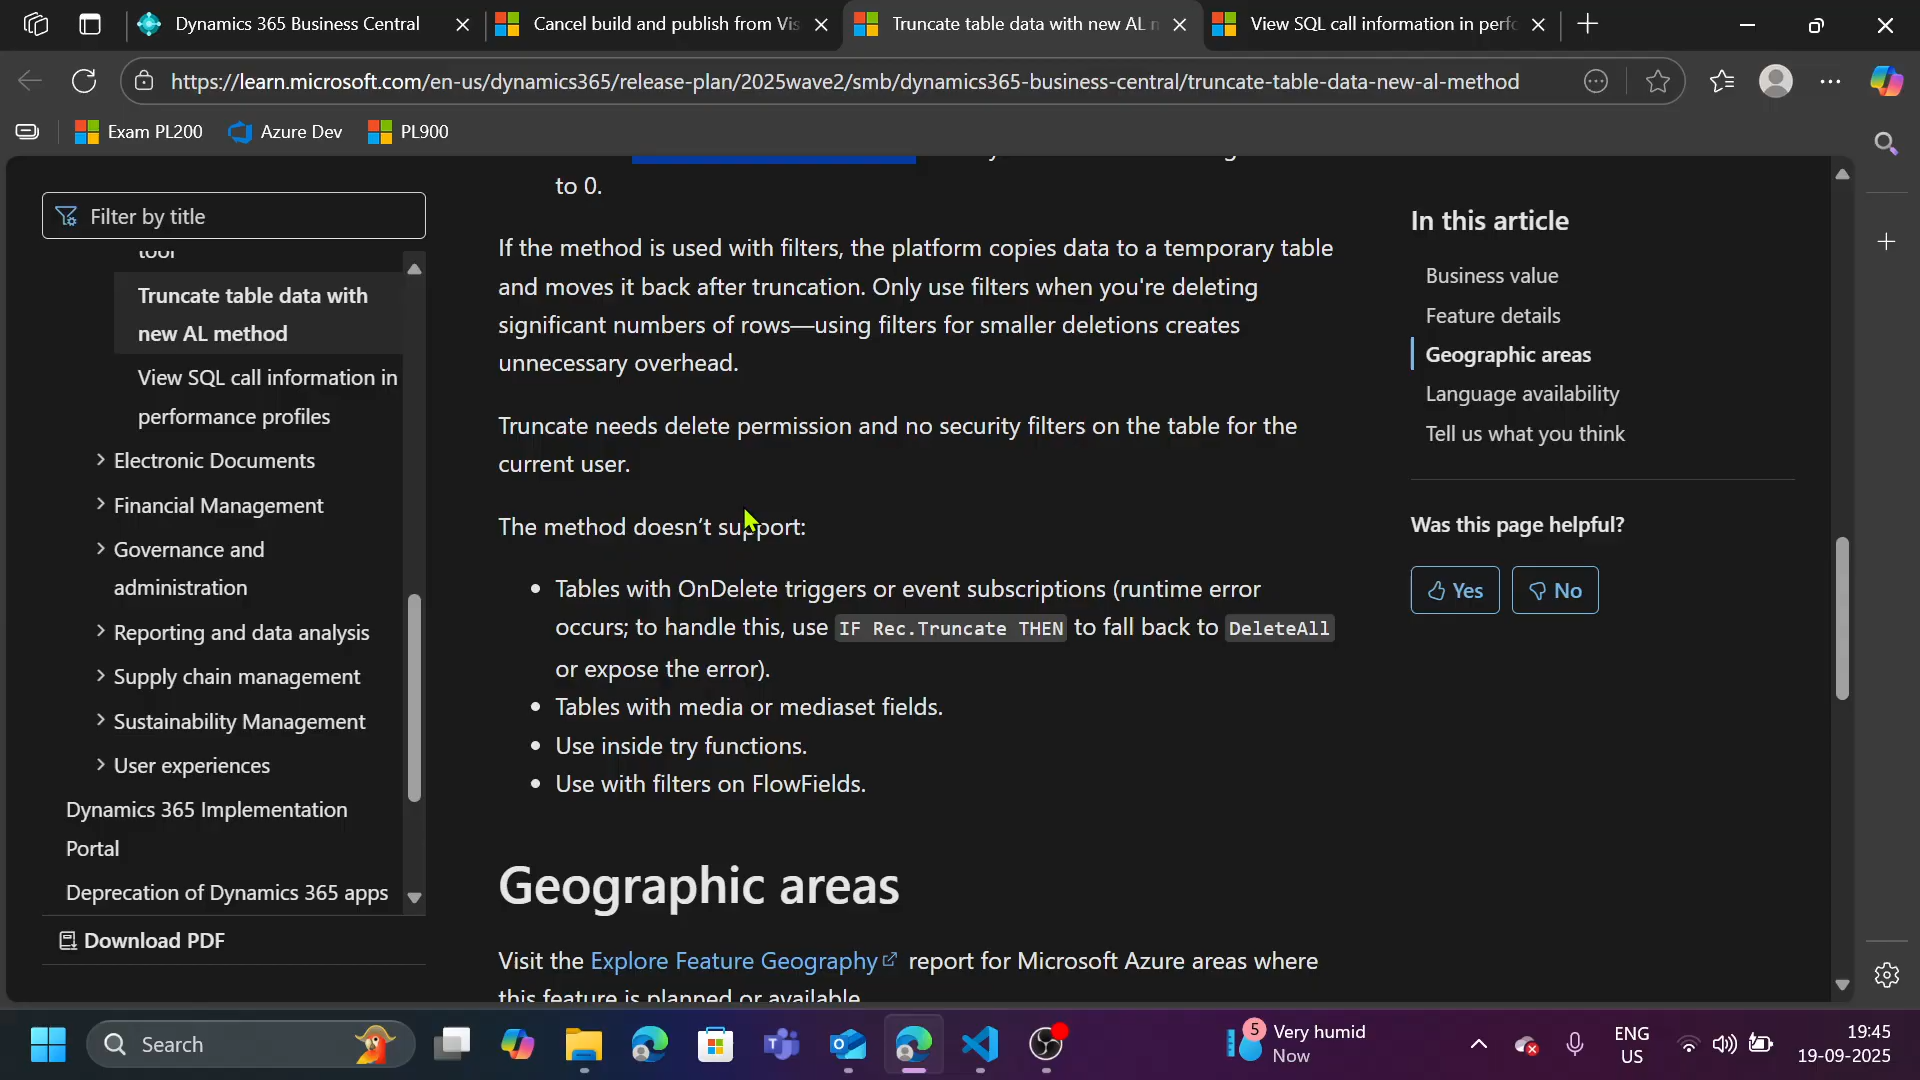 Dynamics 365 Business Central
Cancel build and publish from Vis
Truncate table data with new AL
View SQL call information in perfo
https://learn.microsoft.com/en-us/dynamics365/release-plan/2025wave2/smb/dynamics365-business-central/truncate-table-data-new-al-method
Exam PL200
Azure Dev
PL900
Filter by title
tool
Truncate table data with
new AL method
View SQL call information in
performance profiles
Electronic Documents
Financial Management
Governance and
administration
Reporting and data analysis
Supply chain management
Sustainability Management
User experiences
Dynamics 365 Implementation
Portal
Deprecation of Dynamics 365 apps
Download PDF
to 0.
If the method is used with filters, the platform copies data to a temporary table
and moves it back after truncation. Only use filters when you're deleting
significant numbers of rows—using filters for smaller deletions creates
unnecessary overhead.
Truncate needs delete permission and no security filters on the table for the
current user.
The method doesn’t support:
Tables with OnDelete triggers or event subscriptions (runtime error
occurs; to handle this, use IF Rec.Truncate THEN to fall back to DeleteAll
or expose the error).
Tables with media or mediaset fields.
Use inside try functions.
Use with filters on FlowFields.
Geographic areas
Visit the Explore Feature Geography report for Microsoft Azure areas where
this feature is planned or available.
In this article
Business value
Feature details
Geographic areas
Language availability
Tell us what you think
Was this page helpful?
Yes
No
Search
5
Very humid
Now
ENG
US
19:45
19-09-2025